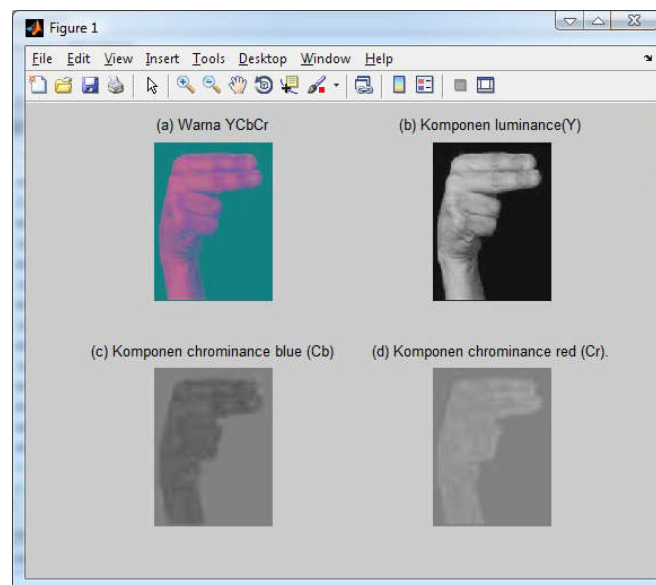 Figure 1
File Edit View Insert Tools Desktop Window Help
(a) Warna YCbCr
(b) Komponen luminance(Y)
(c) Komponen chrominance blue (Cb)
(d) Komponen chrominance red (Cr).